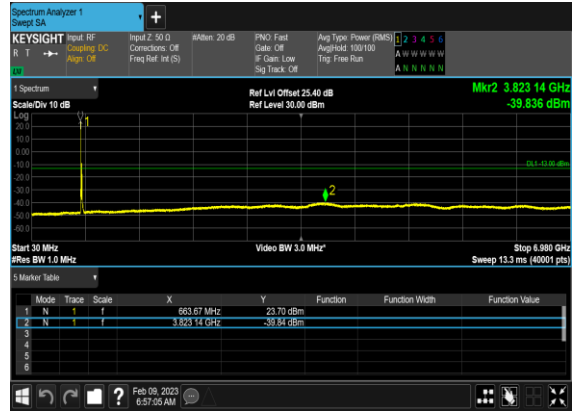 Spectrum Analyzer 1
Swept SA
+
KEYSIGHT Input: RF Input Z: 50 Ω #Atten: 20 dB PNO: Fast Avg Type: Power (RMS) 1 2 3 4 5 6
R T Coupling: DC Corrections: Off Gate: Off Avg|Hold: 100/100 A W W W W W
Align: Off Freq Ref: Int (S) IF Gain: Low Trig: Free Run
Sig Track: Off A N N N N N
1 Spectrum Ref Lvl Offset 25.40 dB Mkr2 3.823 14 GHz
Scale/Div 10 dB Ref Level 30.00 dBm -39.836 dBm
Log
1
20.0
10.0
0.00
-10.0 DL1 -13.00 dBm
-20.0
-30.0 2
-40.0
-50.0
-60.0
Start 30 MHz Video BW 3.0 MHz* Stop 6.980 GHz
#Res BW 1.0 MHz Sweep 13.3 ms (40001 pts)
5 Marker Table
Mode Trace Scale X Y Function Function Width Function Value
1 N 1 f 663.67 MHz 23.70 dBm
2 N 1 f 3.823 14 GHz -39.84 dBm
3
4
5
6
? Feb 09, 2023
6:57:05 AM